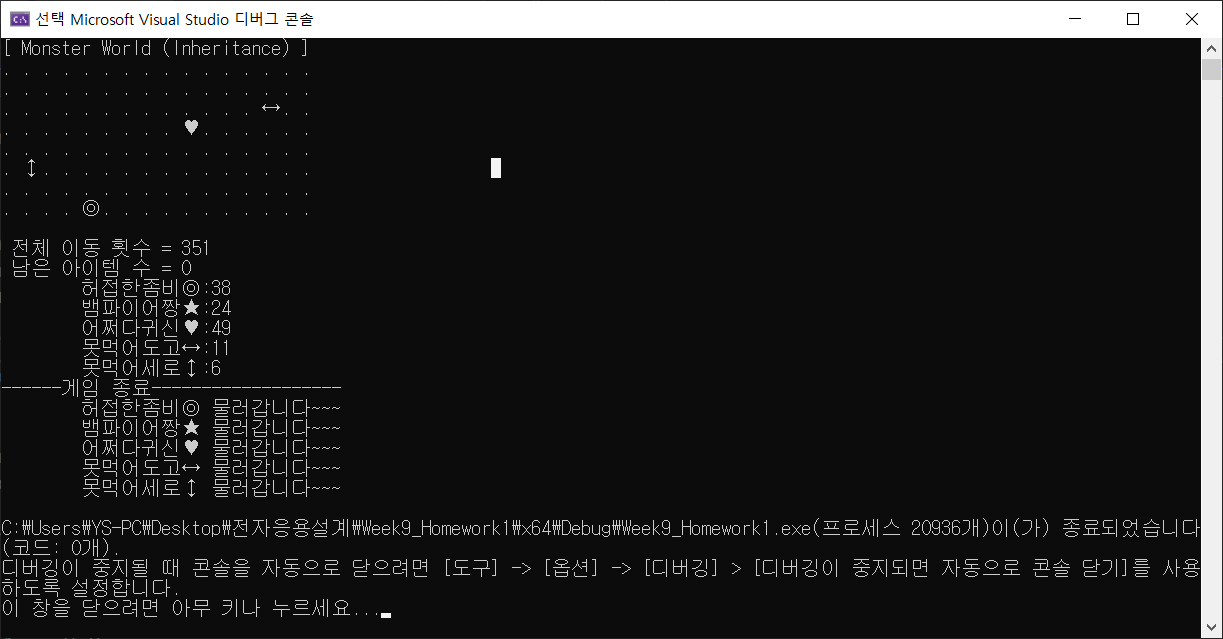 선택 Microsoft Visual Studio 디버그 콘솔
[ Monster World (Inheritance) ]
. . . . . . . . . . . . . . . .
. . . . . . . . . . . . . . . .
. . . . . . . . . . . . . ↔. .
. . . . . . . . . ♥. . . . . .
. . . . . . . . . . . . . . . .
. ↕. . . . . . . . . . . . . .
. . . . . . . . . . . . . . . .
. . . . ◎. . . . . . . . . . .
전체 이동 횟수 = 351
남은 아이템 수 = 0
허접한좀비◎:38
뱀파이어짱★:24
어쩌다귀신♥:49
못먹어도고↔:11
못먹어세로↕:6
------게임 종료-------------------
허접한좀비◎ 물러갑니다~~~
뱀파이어짱★ 물러갑니다~~~
어쩌다귀신♥ 물러갑니다~~~
못먹어도고↔ 물러갑니다~~~
못먹어세로↕ 물러갑니다~~~
C:₩Users₩YS-PC₩Desktop₩전자응용설계₩Week9_Homework1₩x64₩Debug₩Week9_Homework1.exe(프로세스 20936개)이(가) 종료되었습니다
(코드: 0개).
디버깅이 중지될 때 콘솔을 자동으로 닫으려면 [도구] -> [옵션] -> [디버깅] > [디버깅이 중지되면 자동으로 콘솔 닫기]를 사용
하도록 설정합니다.
이 창을 닫으려면 아무 키나 누르세요...